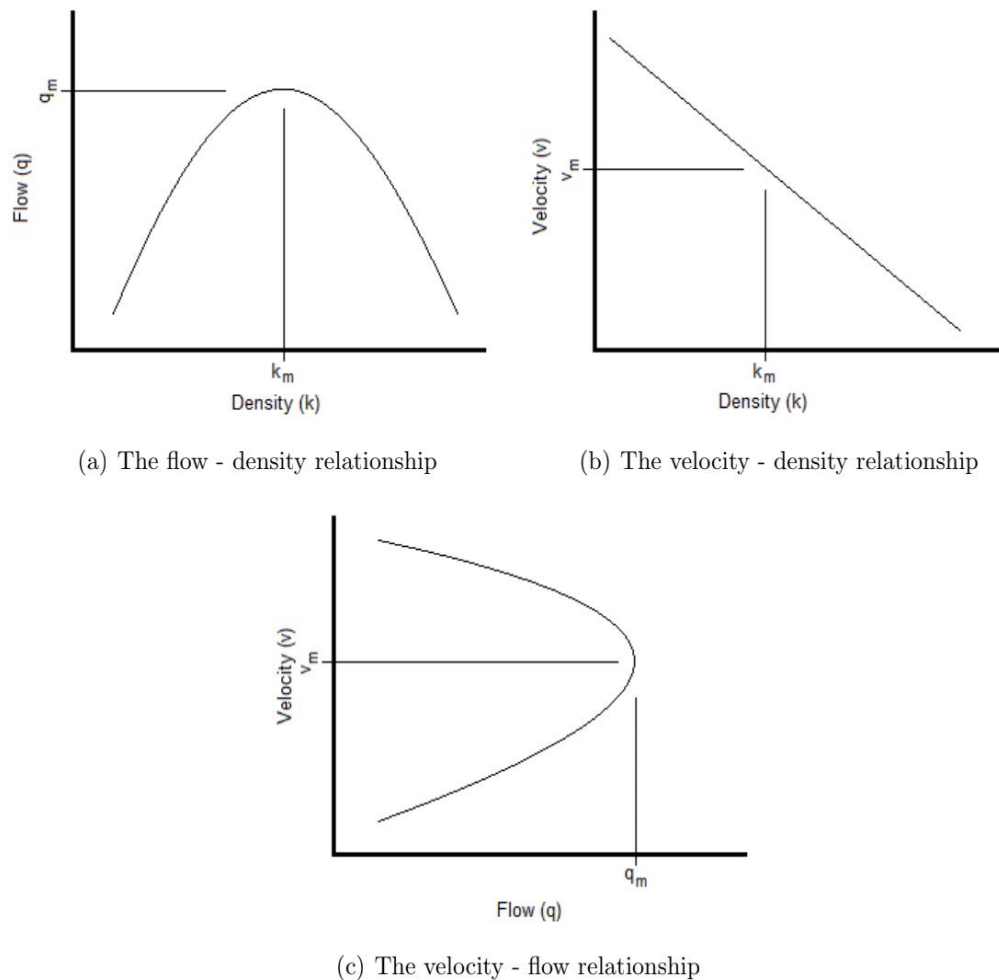 Flow (q)
q_m
k_m
Density (k)
(a) The flow - density relationship
Velocity (v)
v_m
k_m
Density (k)
(b) The velocity - density relationship
Velocity (v)
v_m
q_m
Flow (q)
(c) The velocity - flow relationship